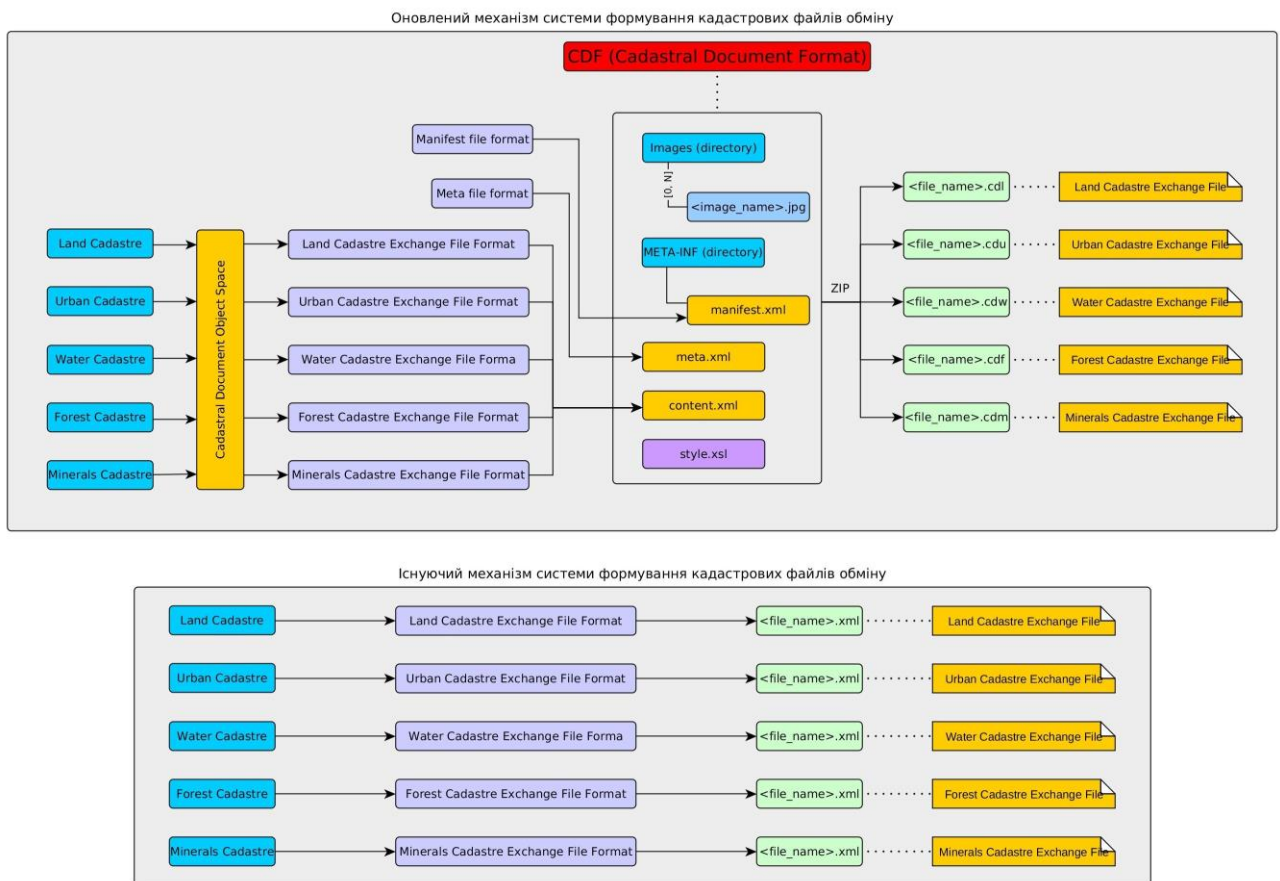 Оновлений механізм системи формування кадастрових файлів обміну
CDF (Cadastral Document Format)
Manifest file format
Meta file format
Images (directory)
[0, N]
<image_name>.jpg
META-INF (directory)
manifest.xml
meta.xml
content.xml
style.xsl
Land Cadastre
Urban Cadastre
Water Cadastre
Forest Cadastre
Minerals Cadastre
Cadastral Document Object Space
Land Cadastre Exchange File Format
Urban Cadastre Exchange File Format
Water Cadastre Exchange File Forma
Forest Cadastre Exchange File Format
Minerals Cadastre Exchange File Format
ZIP
<file_name>.cdl
Land Cadastre Exchange File
<file_name>.cdu
Urban Cadastre Exchange File
<file_name>.cdw
Water Cadastre Exchange File
<file_name>.cdf
Forest Cadastre Exchange File
<file_name>.cdm
Minerals Cadastre Exchange File
Існуючий механізм системи формування кадастрових файлів обміну
Land Cadastre
Land Cadastre Exchange File Format
<file_name>.xml
Land Cadastre Exchange File
Urban Cadastre
Urban Cadastre Exchange File Format
<file_name>.xml
Urban Cadastre Exchange File
Water Cadastre
Water Cadastre Exchange File Forma
<file_name>.xml
Water Cadastre Exchange File
Forest Cadastre
Forest Cadastre Exchange File Format
<file_name>.xml
Forest Cadastre Exchange File
Minerals Cadastre
Minerals Cadastre Exchange File Format
<file_name>.xml
Minerals Cadastre Exchange File